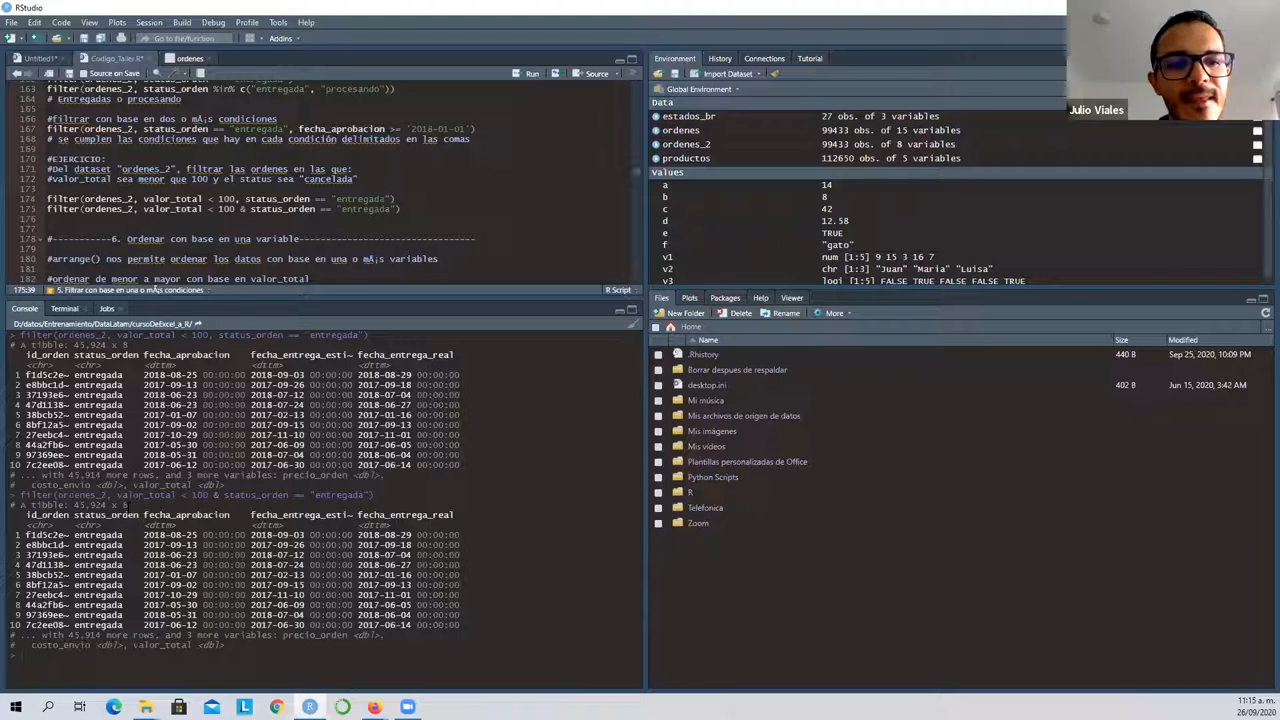 RStudio
File Edit Code View Plots Session Build Debug Profile Tools Help
Go to file/function Addins
Untitled1* Codigo_Taller.R* ordenes
Source on Save Run Source
163 filter(ordenes_2, status_orden %in% c("entregada", "procesando"))
164 # Entregadas o procesando
165
166 #filtrar con base en dos o mÃ¡s condiciones
167 filter(ordenes_2, status_orden == "entregada", fecha_aprobacion >= '2018-01-01')
168 # se cumplen las condiciones que hay en cada condición delimitados en las comas
169
170 #EJERCICIO:
171 #Del dataset "ordenes_2", filtrar las ordenes en las que:
172 #valor_total sea menor que 100 y el status sea "cancelada"
173
174 filter(ordenes_2, valor_total < 100, status_orden == "entregada")
175 filter(ordenes_2, valor_total < 100 & status_orden == "entregada")
176
177
178 #-----------6. Ordenar con base en una variable--------------------------------
179
180 #arrange() nos permite ordenar los datos con base en una o mÃ¡s variables
181
182 #ordenar de menor a mayor con base en valor_total
175:39 5. Filtrar con base en una o mÃ¡s condiciones R Script
Console Terminal Jobs
D:/datos/Entrenamiento/DataLatam/cursoDeExcel_a_R/
> filter(ordenes_2, valor_total < 100, status_orden == "entregada")
# A tibble: 45,924 x 8
id_orden status_orden fecha_aprobacion fecha_entrega_esti~ fecha_entrega_real
<chr> <chr> <dttm> <dttm> <dttm>
1 f1d5c2e~ entregada 2018-08-25 00:00:00 2018-09-03 00:00:00 2018-08-29 00:00:00
2 e8bbc1d~ entregada 2017-09-13 00:00:00 2017-09-26 00:00:00 2017-09-18 00:00:00
3 37193e6~ entregada 2018-06-23 00:00:00 2018-07-12 00:00:00 2018-07-04 00:00:00
4 47d1138~ entregada 2018-06-23 00:00:00 2018-07-24 00:00:00 2018-06-27 00:00:00
5 38bcb52~ entregada 2017-01-07 00:00:00 2017-02-13 00:00:00 2017-01-16 00:00:00
6 8bf12a5~ entregada 2017-09-02 00:00:00 2017-09-15 00:00:00 2017-09-13 00:00:00
7 27eebc4~ entregada 2017-10-29 00:00:00 2017-11-10 00:00:00 2017-11-01 00:00:00
8 44a2fb6~ entregada 2017-05-30 00:00:00 2017-06-09 00:00:00 2017-06-05 00:00:00
9 97369ee~ entregada 2018-05-31 00:00:00 2018-07-04 00:00:00 2018-06-04 00:00:00
10 7c2ee08~ entregada 2017-06-12 00:00:00 2017-06-30 00:00:00 2017-06-14 00:00:00
# ... with 45,914 more rows, and 3 more variables: precio_orden <dbl>,
# costo_envio <dbl>, valor_total <dbl>
> filter(ordenes_2, valor_total < 100 & status_orden == "entregada")
# A tibble: 45,924 x 8
id_orden status_orden fecha_aprobacion fecha_entrega_esti~ fecha_entrega_real
<chr> <chr> <dttm> <dttm> <dttm>
1 f1d5c2e~ entregada 2018-08-25 00:00:00 2018-09-03 00:00:00 2018-08-29 00:00:00
2 e8bbc1d~ entregada 2017-09-13 00:00:00 2017-09-26 00:00:00 2017-09-18 00:00:00
3 37193e6~ entregada 2018-06-23 00:00:00 2018-07-12 00:00:00 2018-07-04 00:00:00
4 47d1138~ entregada 2018-06-23 00:00:00 2018-07-24 00:00:00 2018-06-27 00:00:00
5 38bcb52~ entregada 2017-01-07 00:00:00 2017-02-13 00:00:00 2017-01-16 00:00:00
6 8bf12a5~ entregada 2017-09-02 00:00:00 2017-09-15 00:00:00 2017-09-13 00:00:00
7 27eebc4~ entregada 2017-10-29 00:00:00 2017-11-10 00:00:00 2017-11-01 00:00:00
8 44a2fb6~ entregada 2017-05-30 00:00:00 2017-06-09 00:00:00 2017-06-05 00:00:00
9 97369ee~ entregada 2018-05-31 00:00:00 2018-07-04 00:00:00 2018-06-04 00:00:00
10 7c2ee08~ entregada 2017-06-12 00:00:00 2017-06-30 00:00:00 2017-06-14 00:00:00
# ... with 45,914 more rows, and 3 more variables: precio_orden <dbl>,
# costo_envio <dbl>, valor_total <dbl>
>
Environment History Connections Tutorial
Import Dataset
Global Environment
Data
estados_br 27 obs. of 3 variables
ordenes 99433 obs. of 15 variables
ordenes_2 99433 obs. of 8 variables
productos 112650 obs. of 5 variables
Values
a 14
b 8
c 42
d 12.58
e TRUE
f "gato"
v1 num [1:5] 9 15 3 16 7
v2 chr [1:3] "Juan" "Maria" "Luisa"
v3 logi [1:5] FALSE TRUE FALSE FALSE TRUE
Files Plots Packages Help Viewer
New Folder Delete Rename More
Home
Name Size Modified
.Rhistory 440 B Sep 25, 2020, 10:09 PM
Borrar despues de respaldar
desktop.ini 402 B Jun 15, 2020, 3:42 AM
Mi música
Mis archivos de origen de datos
Mis imágenes
Mis vídeos
Plantillas personalizadas de Office
Python Scripts
R
Telefonica
Zoom
Julio Viales
11:15 a. m.
26/09/2020